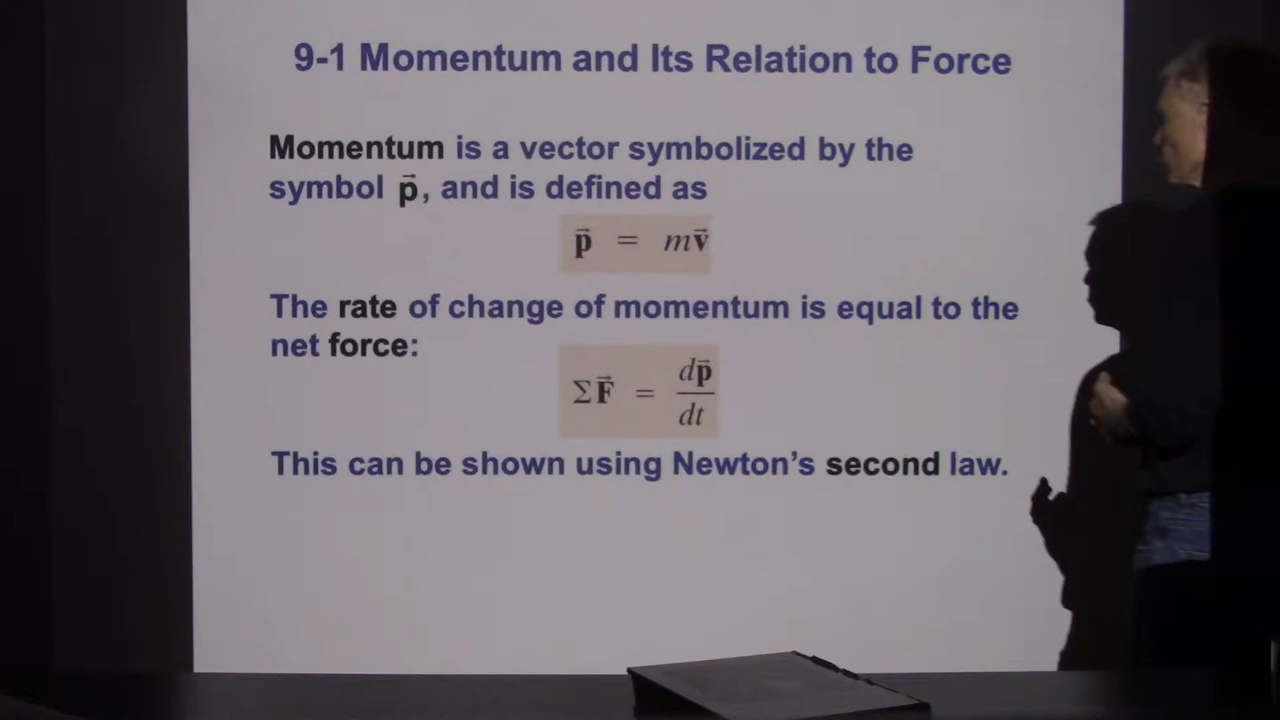 9-1 Momentum and Its Relation to Force
Momentum is a vector symbolized by the
symbol p⃗, and is defined as
p⃗ = mv⃗
The rate of change of momentum is equal to the
net force:
ΣF⃗ = dp⃗/dt
This can be shown using Newton’s second law.